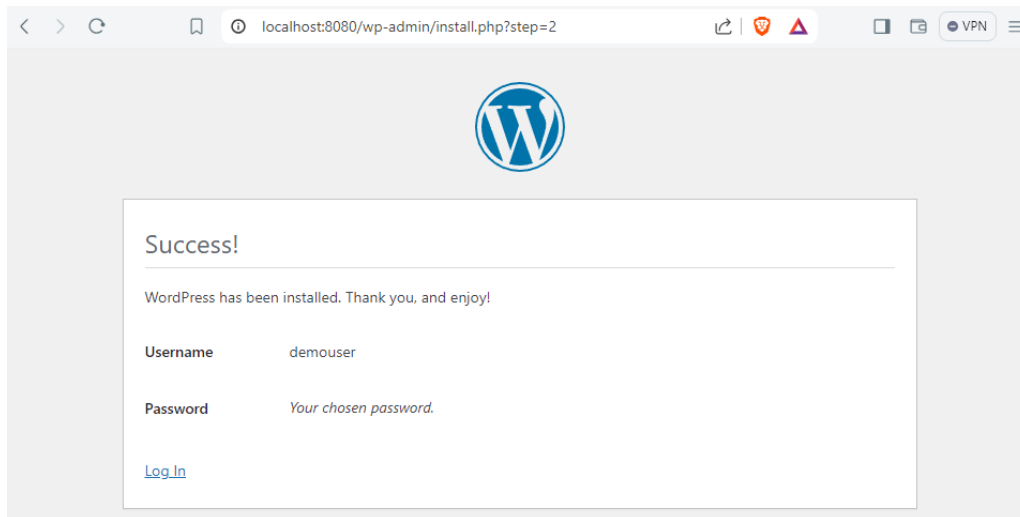 localhost:8080/wp-admin/install.php?step=2
VPN
W
Success!
WordPress has been installed. Thank you, and enjoy!
Username demouser
Password Your chosen password.
Log In